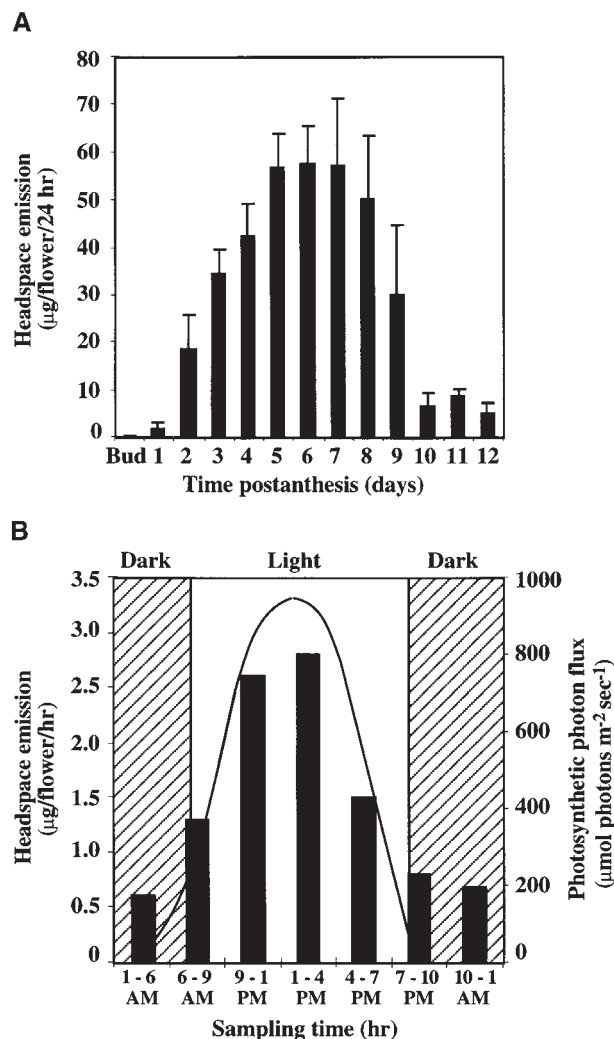 A
Headspace emission
(µg/flower/24 hr)
80
70
60
50
40
30
20
10
0
Bud 1 2 3 4 5 6 7 8 9 10 11 12
Time postanthesis (days)
B
Dark Light Dark
Headspace emission
(µg/flower/hr)
3.5
3.0
2.5
2.0
1.5
1.0
0.5
0
1000
800
600
400
200
0
Photosynthetic photon flux
(µmol photons m-2 sec-1)
1 - 6 6 - 9 9 - 1 1 - 4 4 - 7 7 - 10 10 - 1
AM AM PM PM PM PM AM
Sampling time (hr)